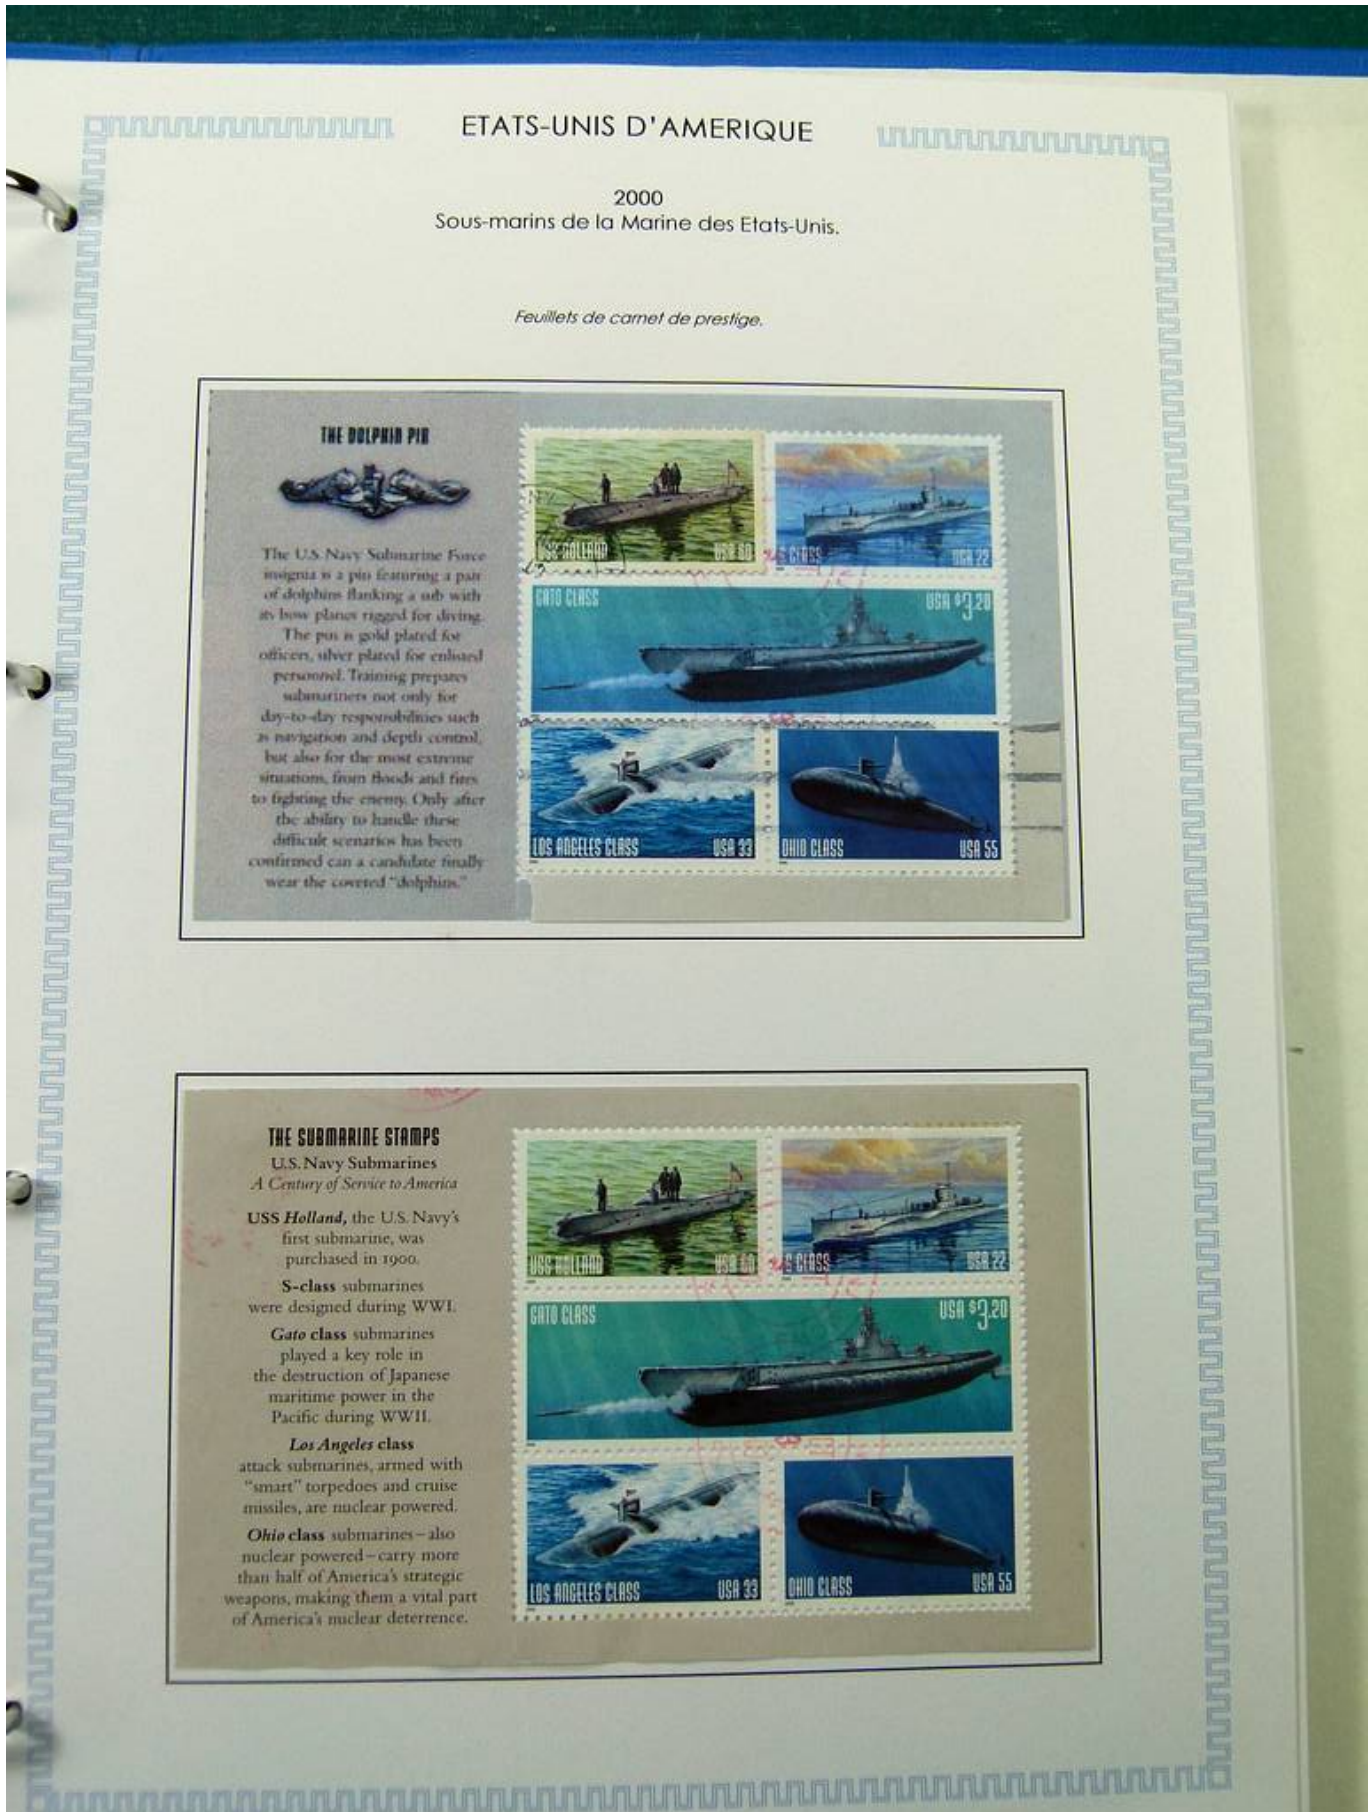 ETATS-UNIS D'AMERIQUE
2000
Sous-marins de la Marine des Etats-Unis.
Feuillets de carnet de prestige.
THE DOLPHIN PIN
The U.S. Navy Submarine Force
insignia is a pin featuring a pair
of dolphins flanking a sub with
its bow planes rigged for diving.
The pin is gold plated for
officers, silver plated for enlisted
personnel. Training prepares
submariners not only for
day-to-day responsibilities such
as navigation and depth control,
but also for the most extreme
situations, from floods and fires
to fighting the enemy. Only after
the ability to handle these
difficult scenarios has been
confirmed can a candidate finally
wear the coveted "dolphins."
USS HOLLAND USA 60
S CLASS USA 22
GATO CLASS USA $3.20
LOS ANGELES CLASS USA 33
OHIO CLASS USA 55
THE SUBMARINE STAMPS
U.S. Navy Submarines
A Century of Service to America
USS Holland, the U.S. Navy's
first submarine, was
purchased in 1900.
S-class submarines
were designed during WWI.
Gato class submarines
played a key role in
the destruction of Japanese
maritime power in the
Pacific during WWII.
Los Angeles class
attack submarines, armed with
"smart" torpedoes and cruise
missiles, are nuclear powered.
Ohio class submarines – also
nuclear powered – carry more
than half of America's strategic
weapons, making them a vital part
of America's nuclear deterrence.
USS HOLLAND USA 60
S CLASS USA 22
GATO CLASS USA $3.20
LOS ANGELES CLASS USA 33
OHIO CLASS USA 55